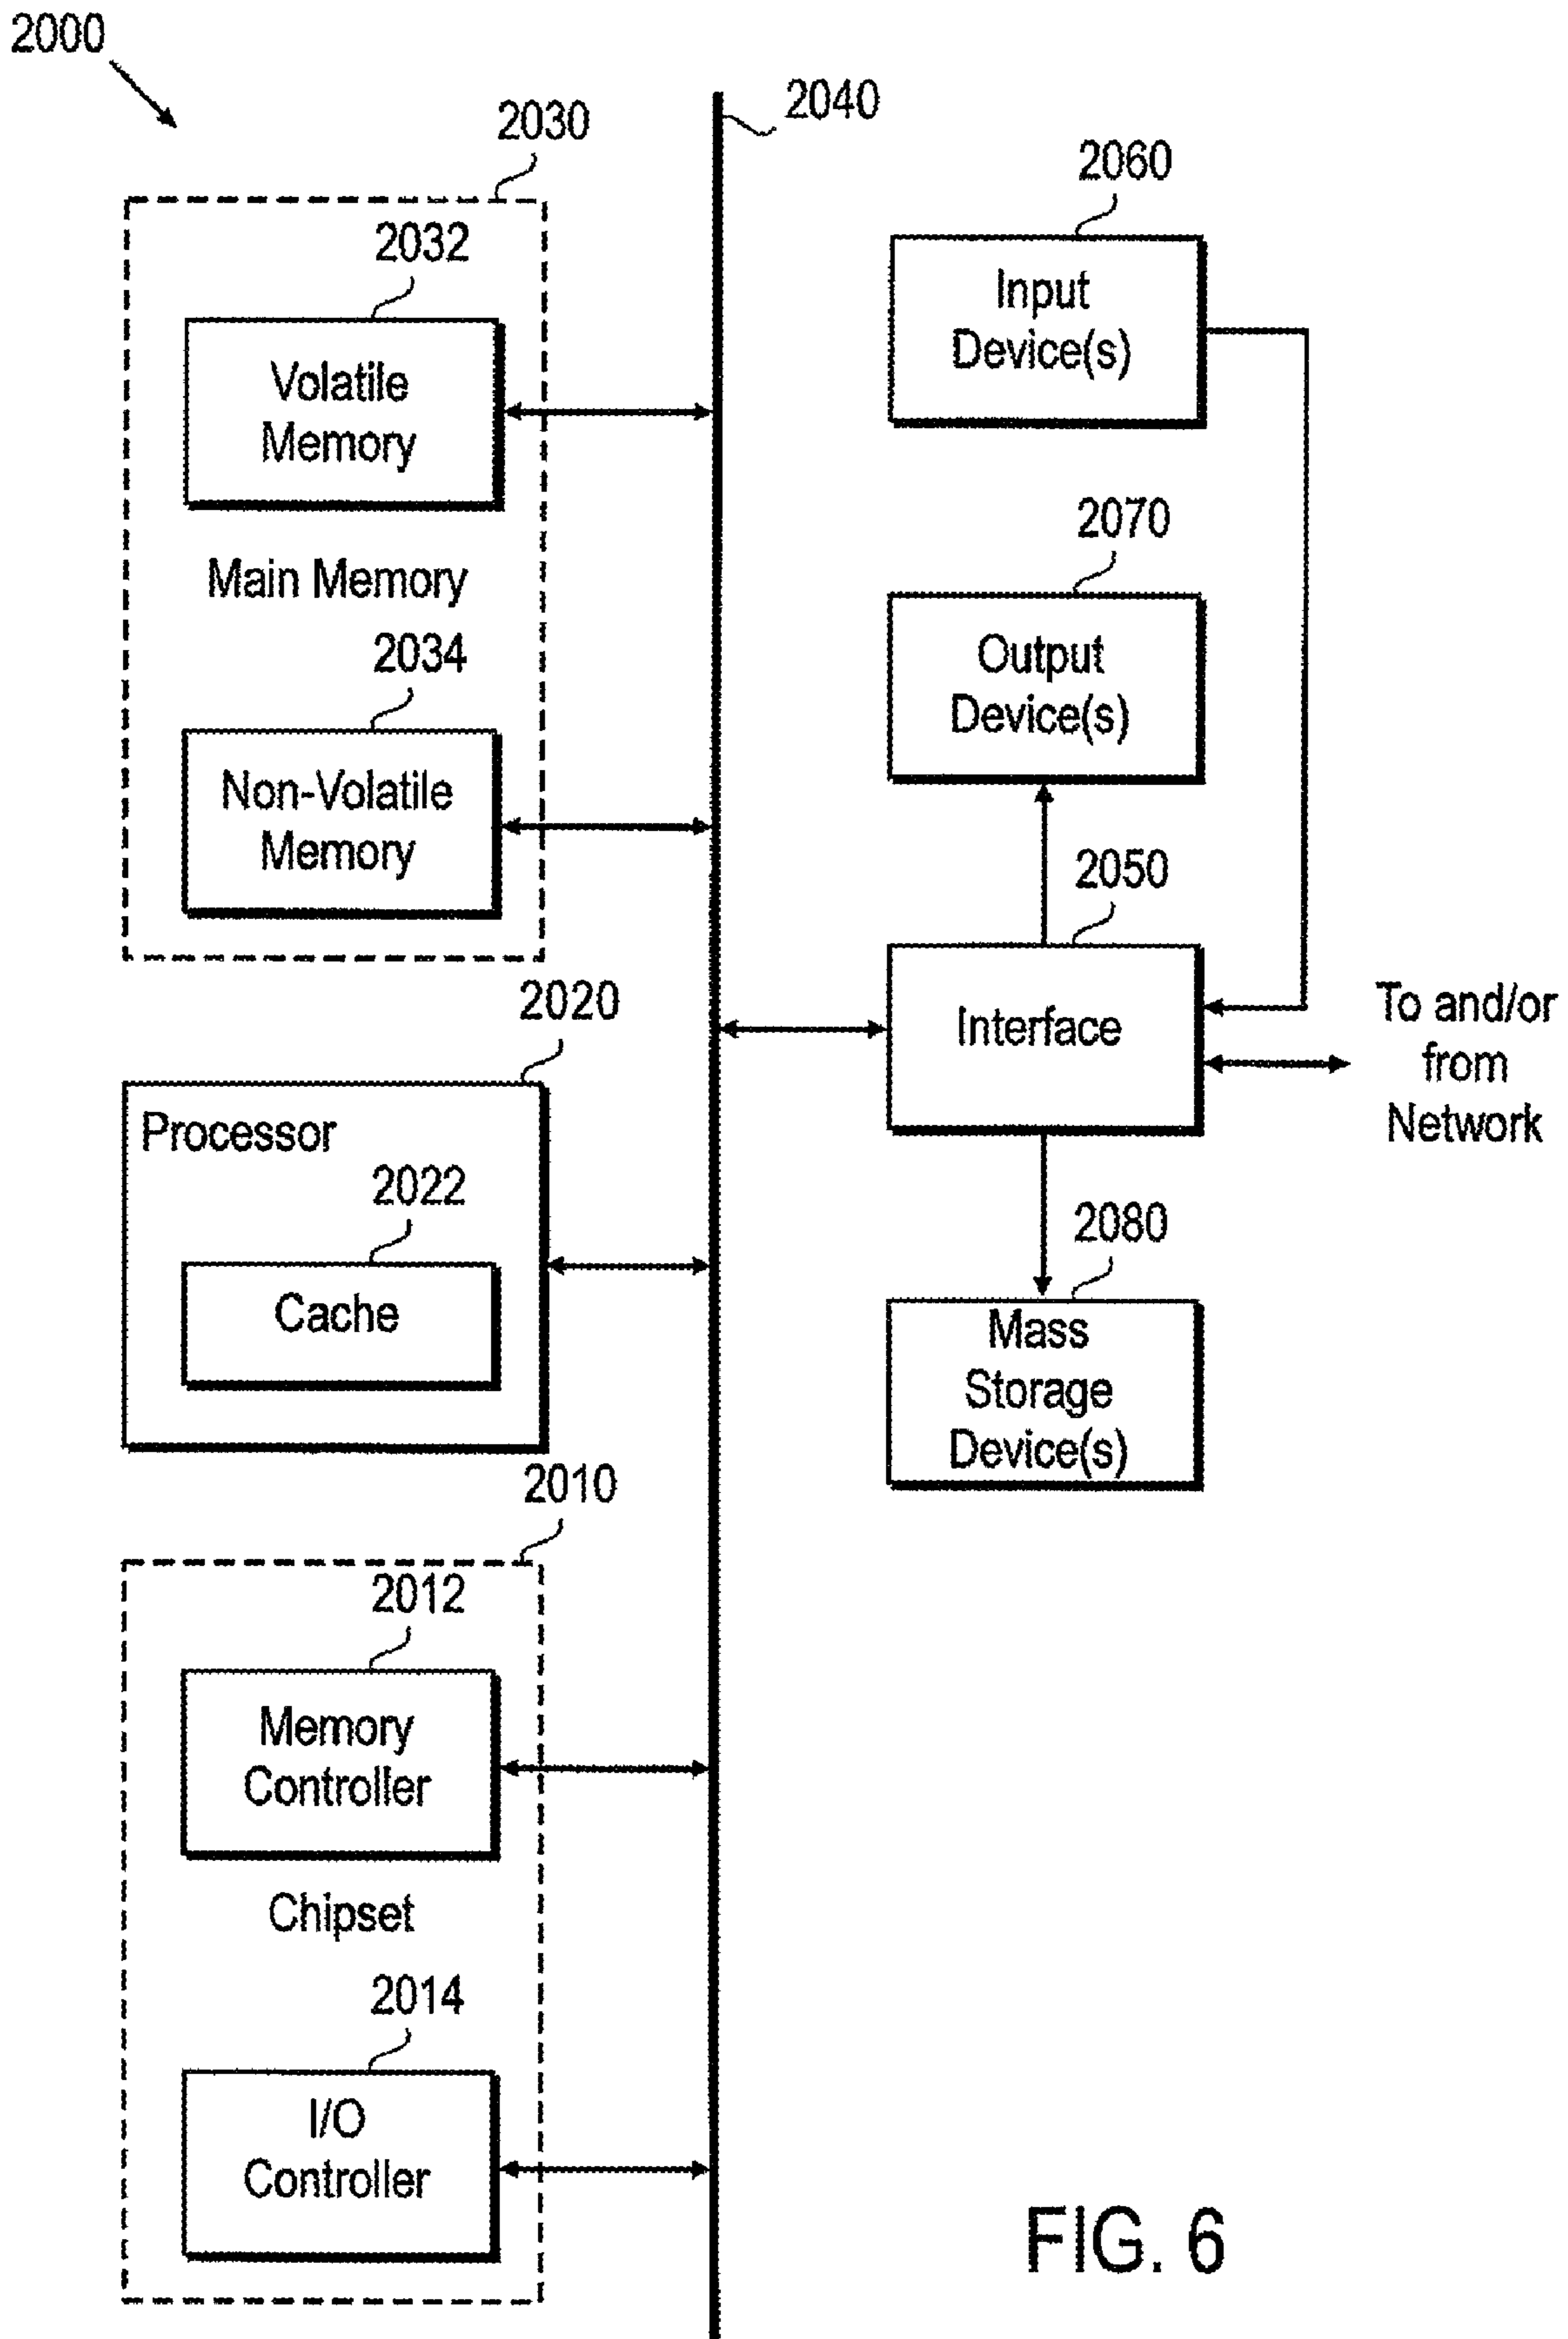 2000
2030
2040
2032
Volatile
Memory
Main Memory
2034
Non-Volatile
Memory
2020
Processor
2022
Cache
2010
2012
Memory
Controller
Chipset
2014
I/O
Controller
2060
Input
Device(s)
2070
Output
Device(s)
2050
Interface
To and/or
from
Network
2080
Mass
Storage
Device(s)
FIG. 6